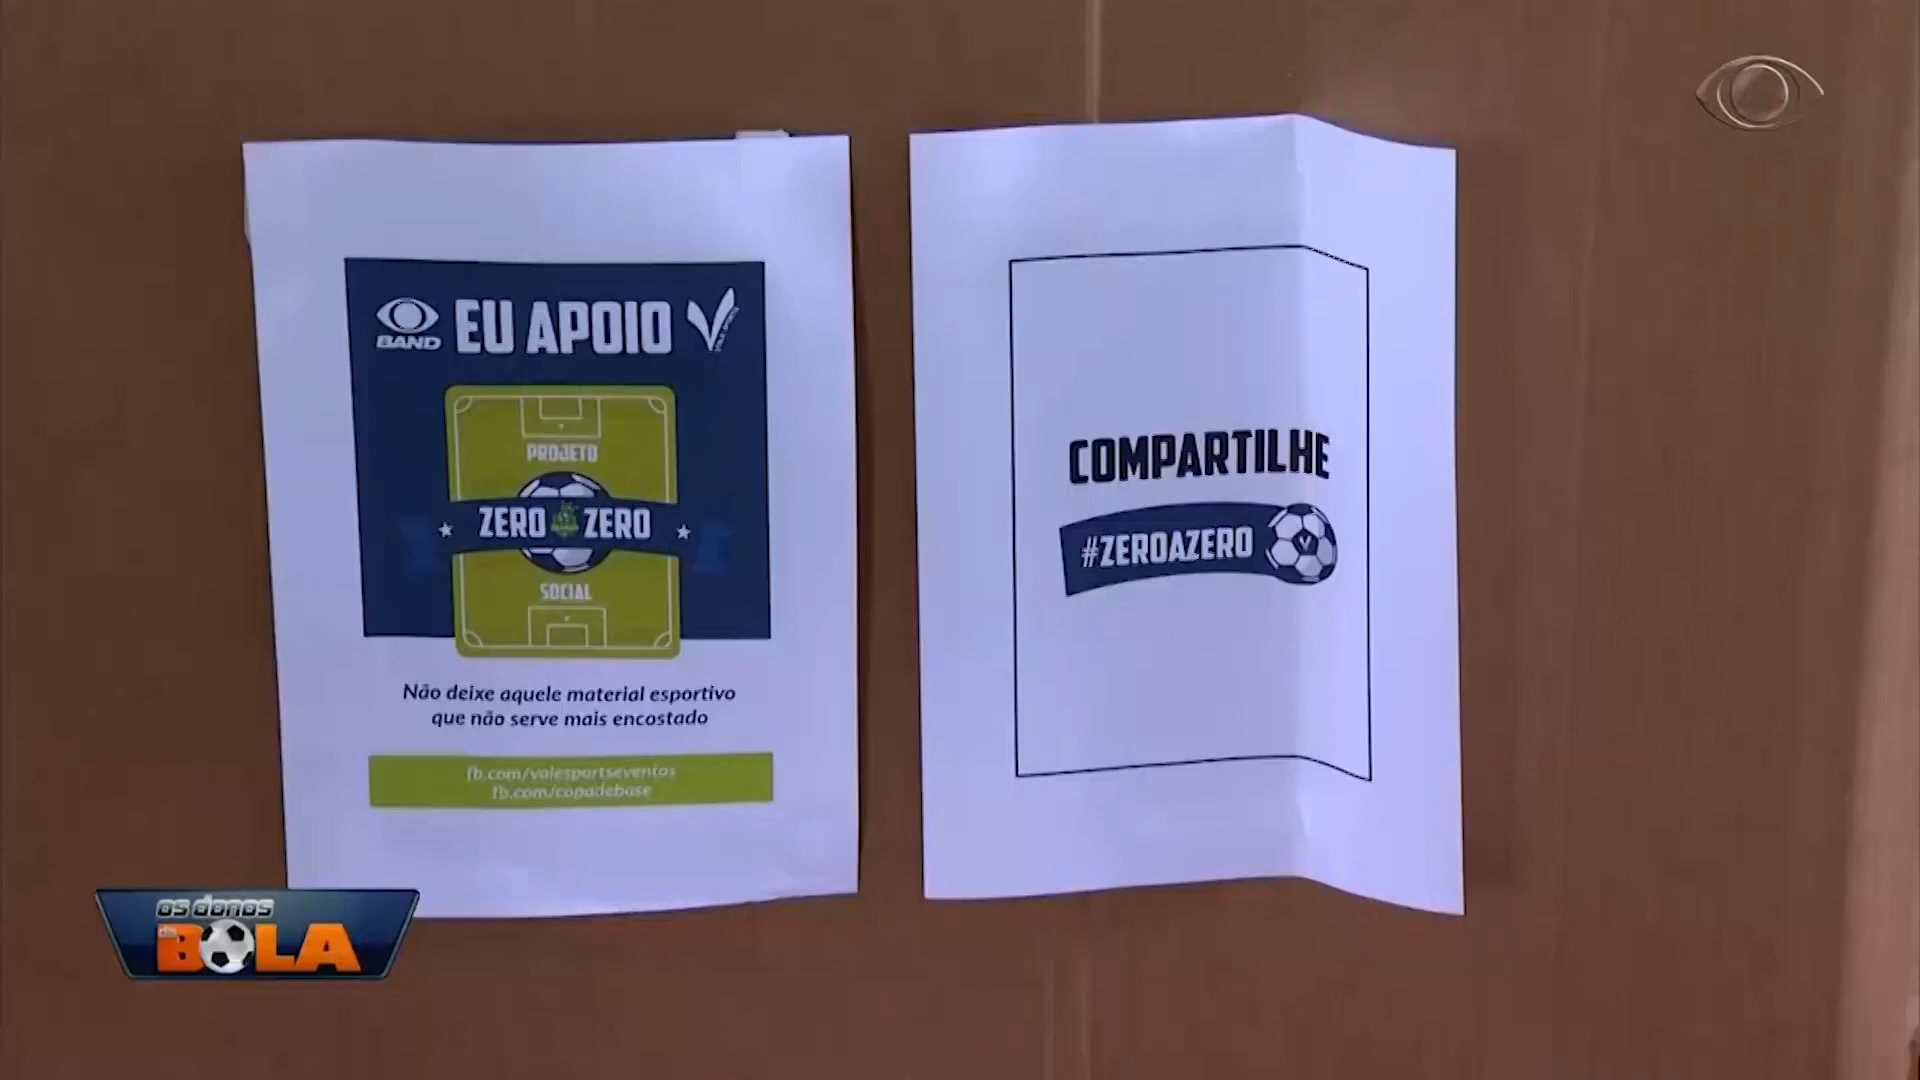 BAND
EU APOIO
PROJETO
ZERO ZERO
SOCIAL
Não deixe aquele material esportivo
que não serve mais encostado
fb.com/valesportseventos
fb.com/copadebase
COMPARTILHE
#ZEROAZERO
os donos
da
BOLA